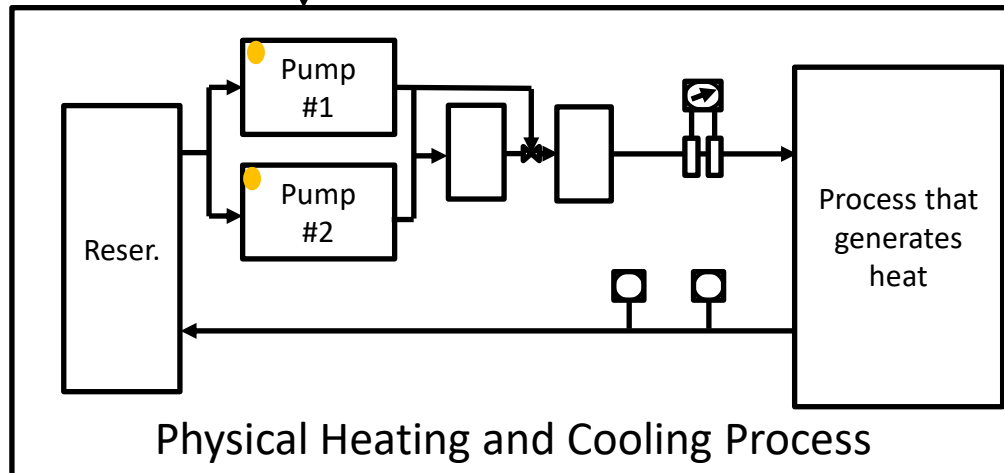 Pump
#1
Pump
#2
Reser.
Process that
generates
heat
Physical Heating and Cooling Process